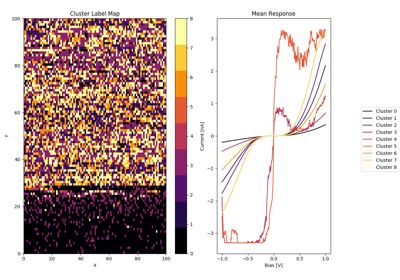 Cluster Label Map
Mean Response
y
x
Current [nA]
Bias [V]
100
80
60
40
20
0
0
20
40
60
80
100
8
7
6
5
4
3
2
1
0
3
2
1
0
−1
−2
−3
−1.0
−0.5
0.0
0.5
1.0
Cluster 0
Cluster 1
Cluster 2
Cluster 3
Cluster 4
Cluster 5
Cluster 6
Cluster 7
Cluster 8